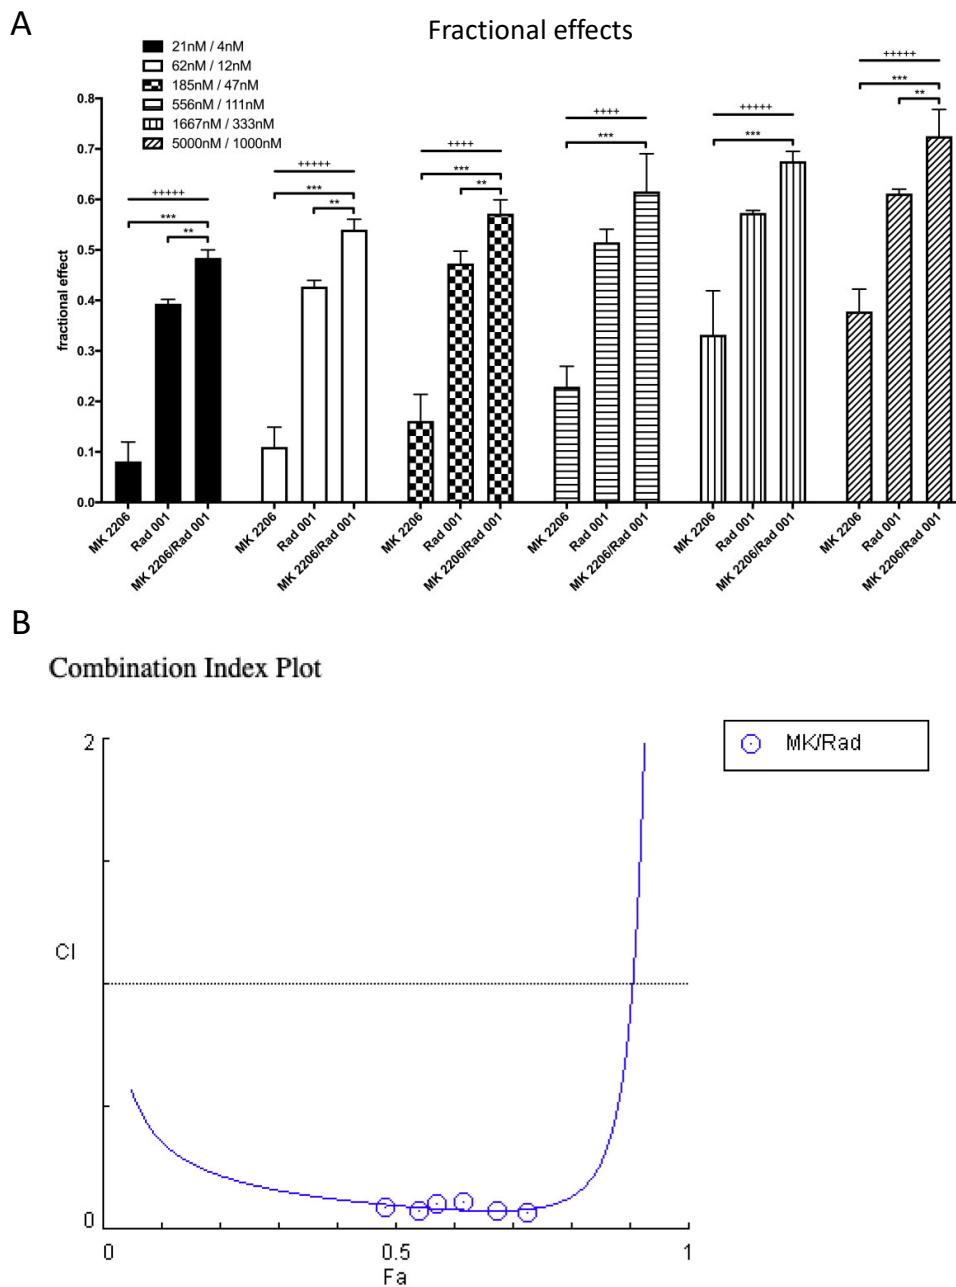 A
Fractional effects
21nM / 4nM
62nM / 12nM
185nM / 47nM
556nM / 111nM
1667nM / 333nM
5000nM / 1000nM
+++++
***
**
+++++
***
**
++++
***
**
++++
***
+++++
***
+++++
***
**
fractional effect
0.8
0.7
0.6
0.5
0.4
0.3
0.2
0.1
0.0
MK 2206
Rad 001
MK 2206/Rad 001
MK 2206
Rad 001
MK 2206/Rad 001
MK 2206
Rad 001
MK 2206/Rad 001
MK 2206
Rad 001
MK 2206/Rad 001
MK 2206
Rad 001
MK 2206/Rad 001
MK 2206
Rad 001
MK 2206/Rad 001
B
Combination Index Plot
MK/Rad
2
CI
0
0 0.5 1
Fa